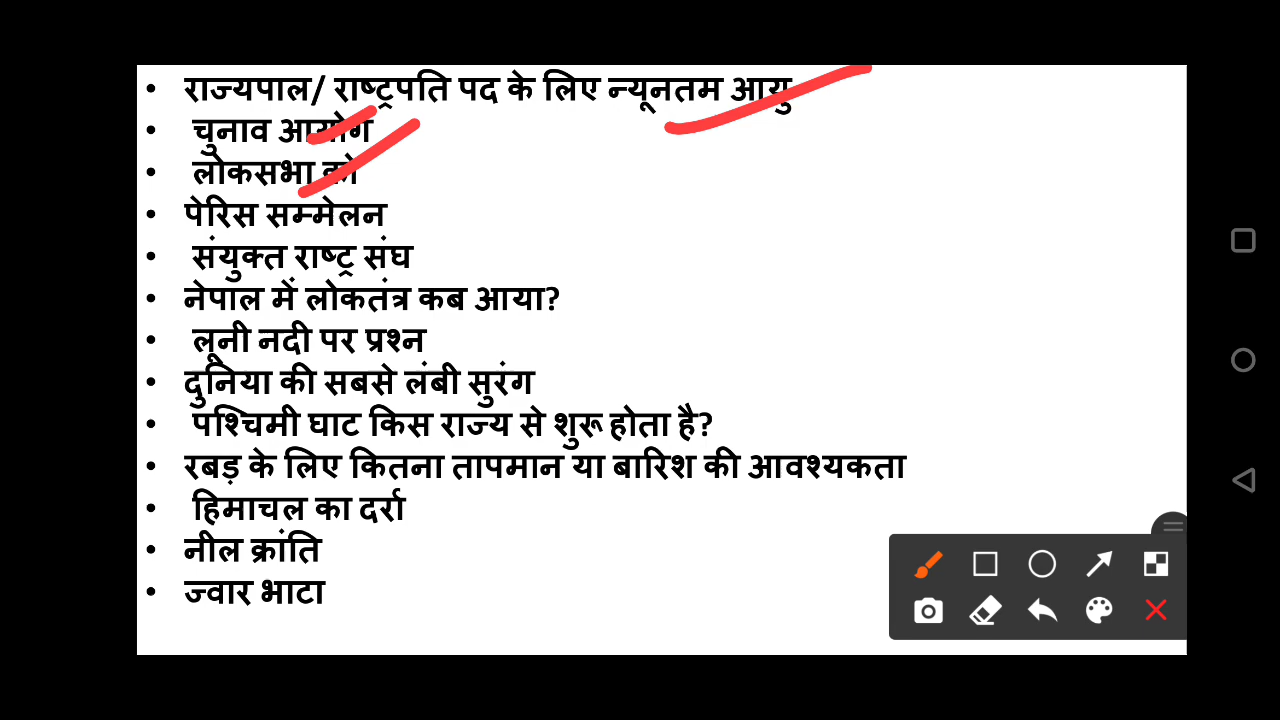 • राज्यपाल/ राष्ट्रपति पद के लिए न्यूनतम आयु
• चुनाव आयोग
• लोकसभा को
• पेरिस सम्मेलन
• संयुक्त राष्ट्र संघ
• नेपाल में लोकतंत्र कब आया?
• लूनी नदी पर प्रश्न
• दुनिया की सबसे लंबी सुरंग
• पश्चिमी घाट किस राज्य से शुरू होता है?
• रबड़ के लिए कितना तापमान या बारिश की आवश्यकता
• हिमाचल का दर्रा
• नील क्रांति
• ज्वार भाटा